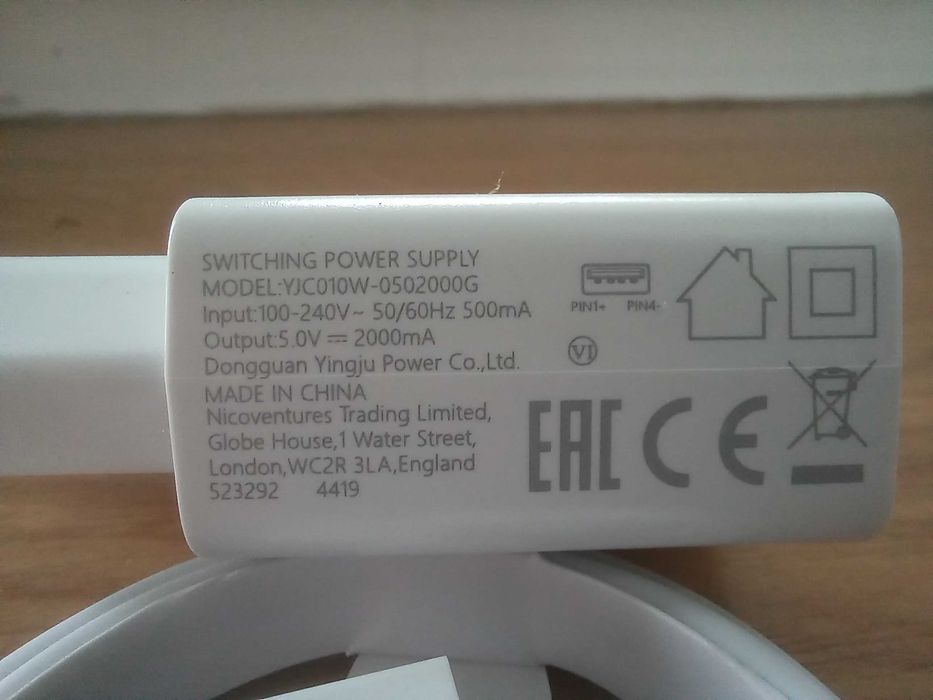 SWITCHING POWER SUPPLY
MODEL:YJC010W-0502000G
Input:100-240V~ 50/60Hz 500mA
Output:5.0V ⎓ 2000mA
Dongguan Yingju Power Co.,Ltd.
MADE IN CHINA
Nicoventures Trading Limited,
Globe House,1 Water Street,
London,WC2R 3LA,England
523292 4419
PIN1+ PIN4-
VI
EAC CE